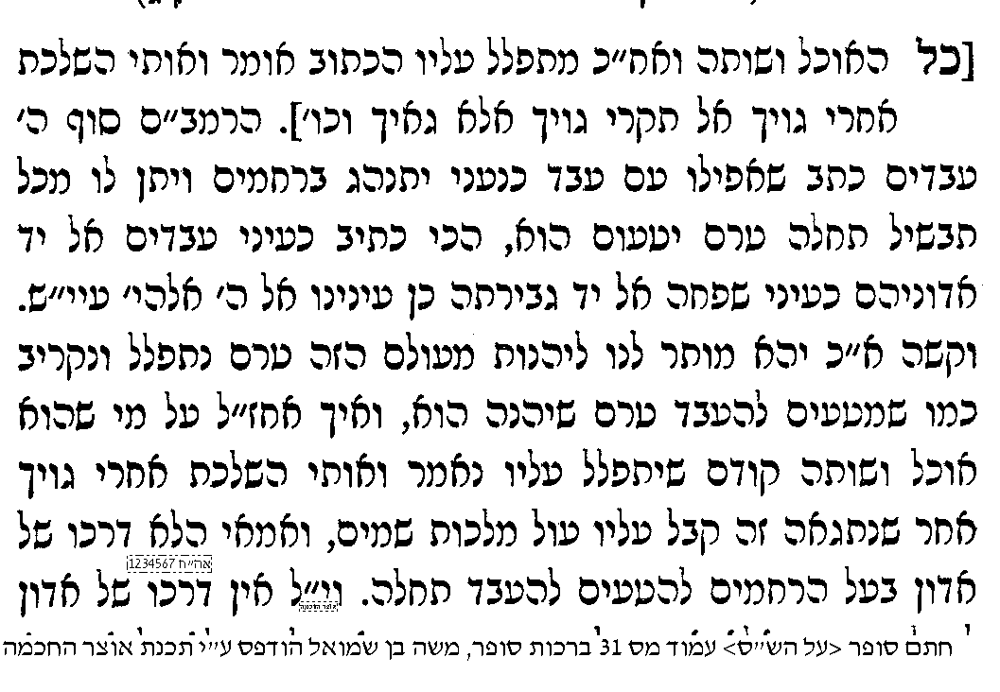 [כל האוכל ושותה ואח״כ מתפלל עליו הכתוב אומר ואותי השלכת
אחרי גויך אל תקרי גויך אלא גאיך וכו׳]. הרמב״ם סוף ה׳
עבדים כתב שאפילו עם עבד כנעני יתנהג ברחמים ויתן לו מכל
תבשיל תחלה טרם יטעום הוא, הכי כתיב כעיני עבדים אל יד
אדוניהם כעיני שפחה אל יד גבירתה כן עינינו אל ה׳ אלהי׳ עיי״ש.
וקשה א״כ יהא מותר לנו ליהנות מעולם הזה טרם נתפלל ונקריב
כמו שמטעים להעבד טרם שיהנה הוא, ואיך אחז״ל על מי שהוא
אוכל ושותה קודם שיתפלל עליו נאמר ואותי השלכת אחרי גויך
אחר שנתגאה זה קבל עליו עול מלכות שמים, ואמאי הלא דרכו של
אה״ח 1234567
אדון בעל הרחמים להטעים להעבד תחלה. וי״ל אין דרכו של אדון
אוצר החכמה
חתם סופר <על הש״ס> עמוד מס 31 ברכות סופר, משה בן שמואל הודפס ע״י תכנת אוצר החכמה